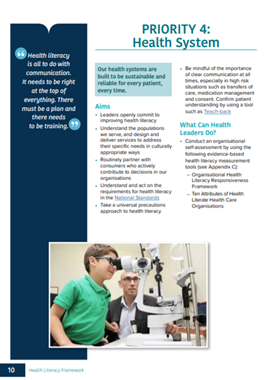 PRIORITY 4:
Health System
Health literacy
is all to do with
communication.
It needs to be right
at the top of
everything. There
must be a plan and
there needs
to be training.
Our health systems are
built to be sustainable and
reliable for every patient,
every time.
Aims
• Leaders openly commit to
improving health literacy
• Understand the populations
we serve, and design and
deliver services to address
their specific needs in culturally
appropriate ways
• Routinely partner with
consumers who actively
contribute to decisions in our
organisations
• Understand and act on the
requirements for health literacy
in the National Standards
• Take a universal precautions
approach to health literacy
• Be mindful of the importance
of clear communication at all
times, especially in high risk
situations such as transfers of
care, medication management
and consent. Confirm patient
understanding by using a tool
such as Teach-back
What Can Health
Leaders Do?
• Conduct an organisational
self-assessment by using the
following evidence-based
health literacy measurement
tools (see Appendix C):
– Organisational Health
Literacy Responsiveness
Framework
– Ten Attributes of Health
Literate Health Care
Organisations
10 Health Literacy Framework